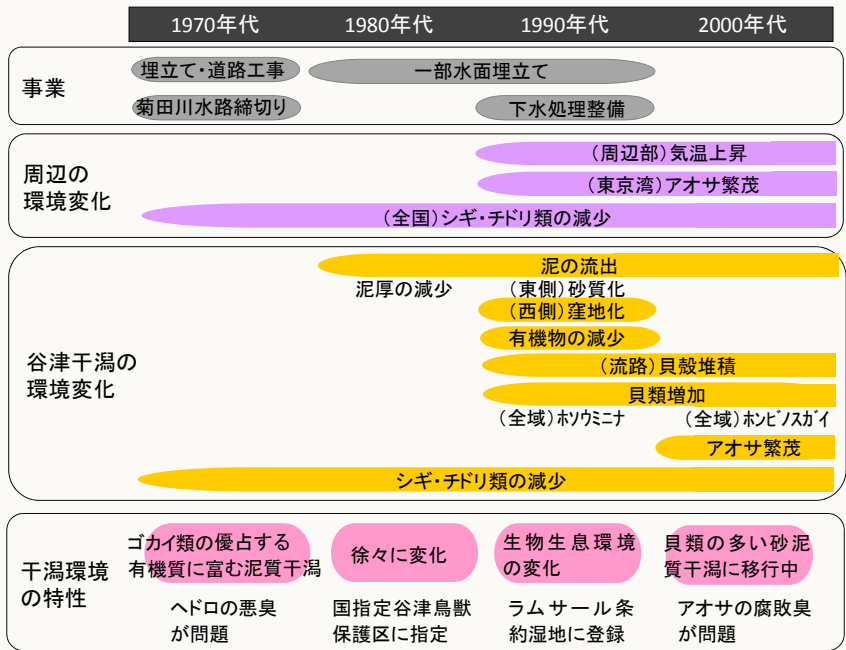 1970年代 1980年代 1990年代 2000年代
事業
埋立て・道路工事 一部水面埋立て
菊田川水路締切り 下水処理整備
周辺の
環境変化
(周辺部)気温上昇
(東京湾)アオサ繁茂
(全国)シギ・チドリ類の減少
谷津干潟の
環境変化
泥の流出
泥厚の減少 (東側)砂質化
(西側)窪地化
有機物の減少
(流路)貝殻堆積
貝類増加
(全域)ホソウミニナ (全域)ホンビノスガイ
アオサ繁茂
シギ・チドリ類の減少
干潟環境
の特性
ゴカイ類の優占する
有機質に富む泥質干潟
徐々に変化
生物生息環境
の変化
貝類の多い砂泥
質干潟に移行中
ヘドロの悪臭
が問題
国指定谷津鳥獣
保護区に指定
ラムサール条
約湿地に登録
アオサの腐敗臭
が問題